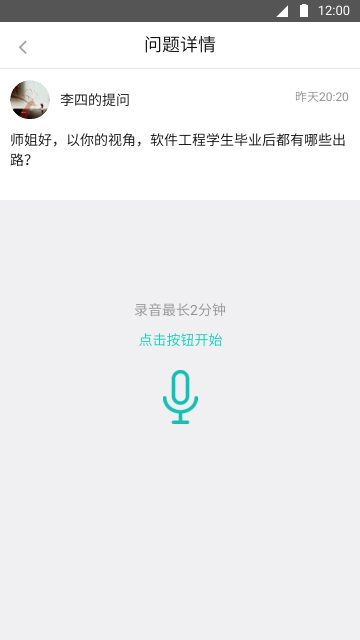 12:00
问题详情
李四的提问
昨天20:20
师姐好，以你的视角，软件工程学生毕业后都有哪些出
路？
录音最长2分钟
点击按钮开始